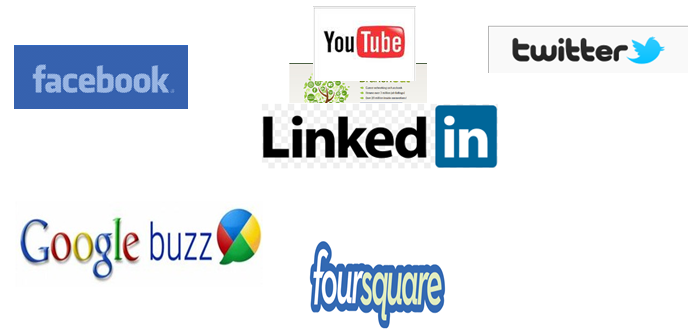 YouTube
twitter
facebook
LinkedIn
Google buzz
foursquare